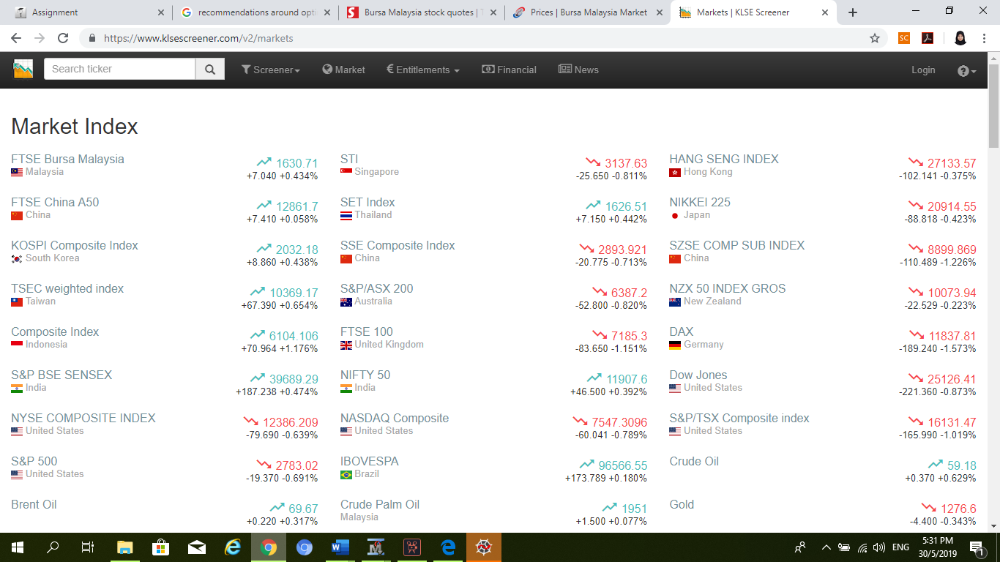 Assignment
recommendations around opti
Bursa Malaysia stock quotes | T
Prices | Bursa Malaysia Market
Markets | KLSE Screener
https://www.klsescreener.com/v2/markets
SC
Search ticker
Screener
Market
€ Entitlements
Financial
News
Login
Market Index
FTSE Bursa Malaysia
1630.71
Malaysia
+7.040 +0.434%
STI
3137.63
Singapore
-25.650 -0.811%
HANG SENG INDEX
27133.57
Hong Kong
-102.141 -0.375%
FTSE China A50
12861.7
China
+7.410 +0.058%
SET Index
1626.51
Thailand
+7.150 +0.442%
NIKKEI 225
20914.55
Japan
-88.818 -0.423%
KOSPI Composite Index
2032.18
South Korea
+8.860 +0.438%
SSE Composite Index
2893.921
China
-20.775 -0.713%
SZSE COMP SUB INDEX
8899.869
China
-110.489 -1.226%
TSEC weighted index
10369.17
Taiwan
+67.390 +0.654%
S&P/ASX 200
6387.2
Australia
-52.800 -0.820%
NZX 50 INDEX GROS
10073.94
New Zealand
-22.529 -0.223%
Composite Index
6104.106
Indonesia
+70.964 +1.176%
FTSE 100
7185.3
United Kingdom
-83.650 -1.151%
DAX
11837.81
Germany
-189.240 -1.573%
S&P BSE SENSEX
39689.29
India
+187.238 +0.474%
NIFTY 50
11907.6
India
+46.500 +0.392%
Dow Jones
25126.41
United States
-221.360 -0.873%
NYSE COMPOSITE INDEX
12386.209
United States
-79.690 -0.639%
NASDAQ Composite
7547.3096
United States
-60.041 -0.789%
S&P/TSX Composite index
16131.47
United States
-165.990 -1.019%
S&P 500
2783.02
United States
-19.370 -0.691%
IBOVESPA
96566.55
Brazil
+173.789 +0.180%
Crude Oil
59.18
+0.370 +0.629%
Brent Oil
69.67
+0.220 +0.317%
Crude Palm Oil
1951
Malaysia
+1.500 +0.077%
Gold
1276.6
-4.400 -0.343%
ENG
5:31 PM
30/5/2019
1